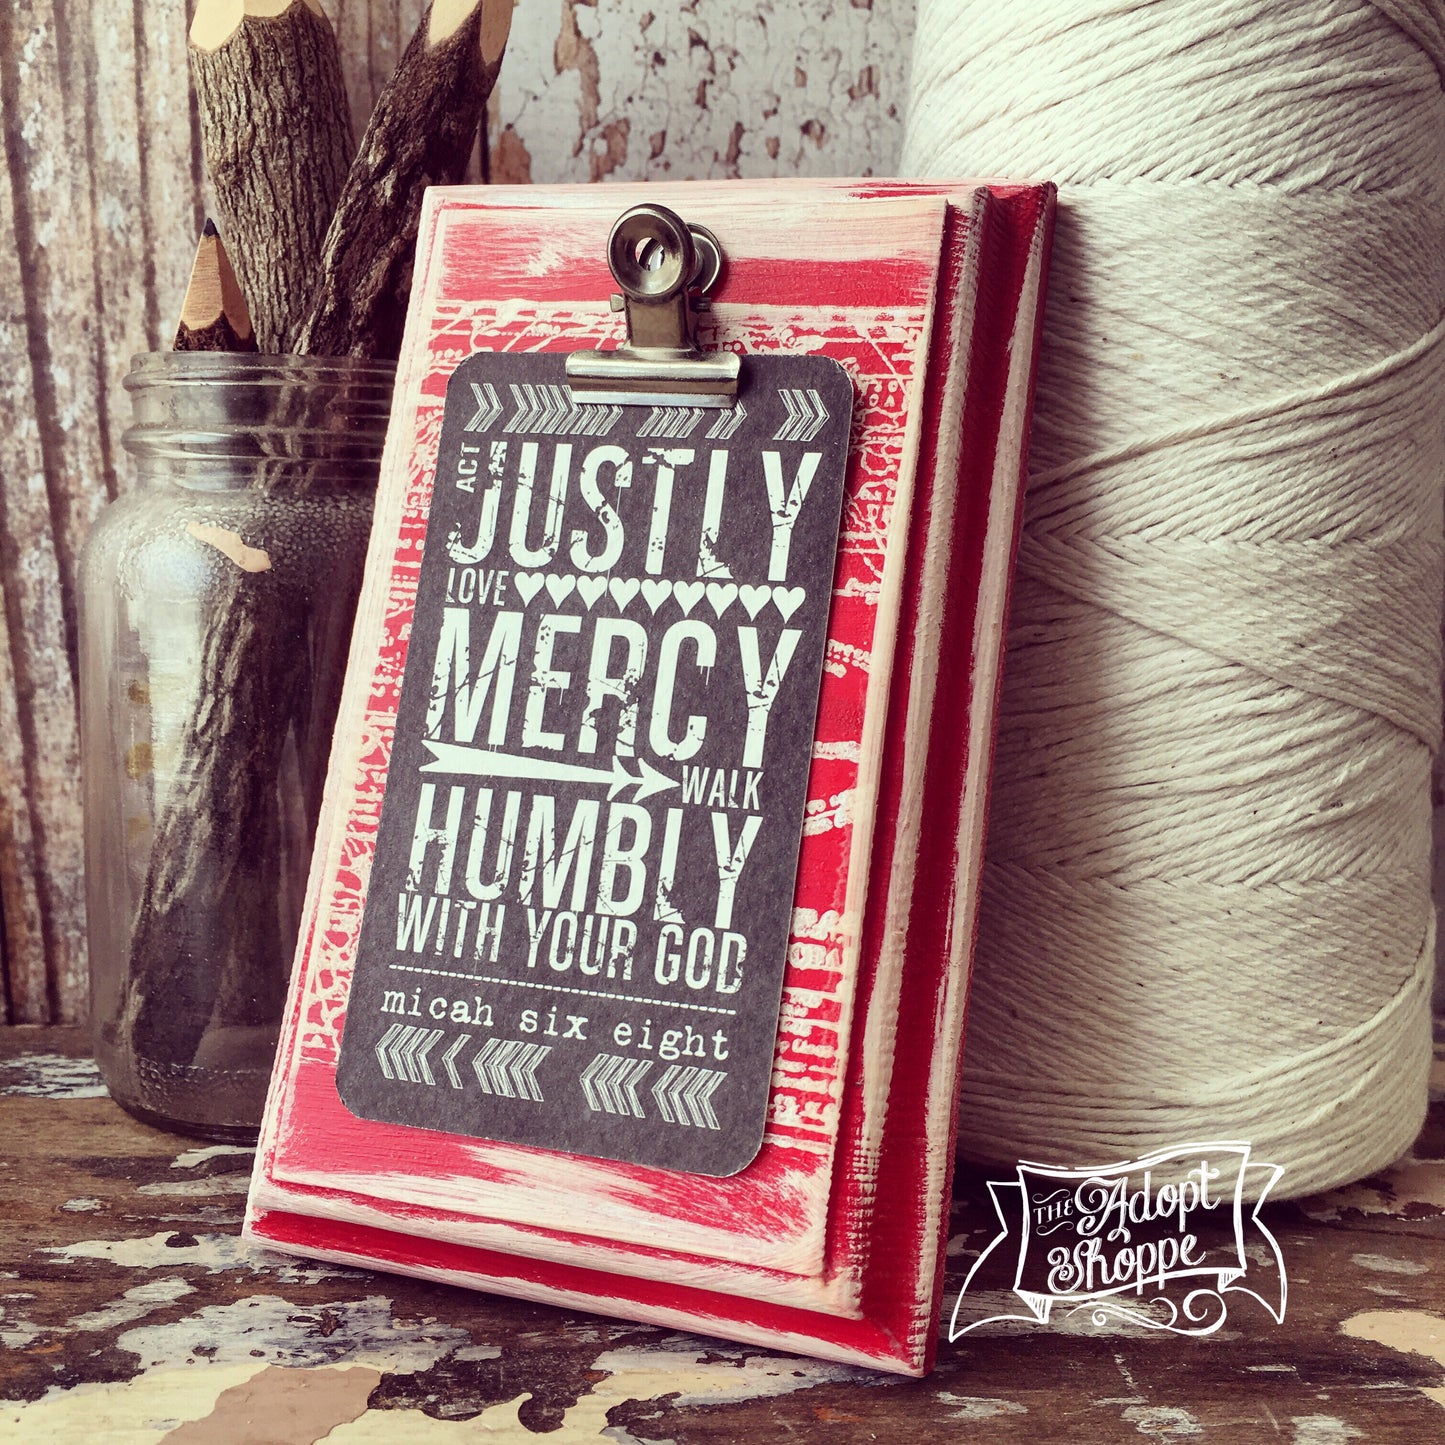 ACT JUSTLY
LOVE
MERCY
WALK
HUMBLY
WITH YOUR GOD
micah six eight
THE Adopt
Shoppe